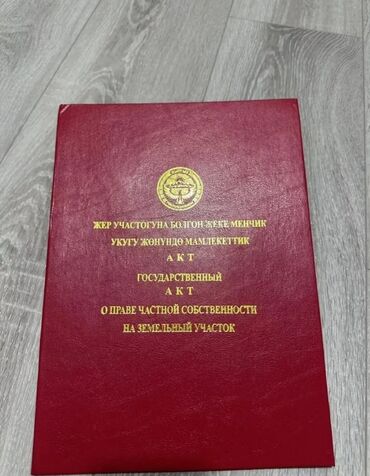 ЖЕР УЧАСТОГУНА БОЛГОН ЖЕКЕ МЕНЧИК
УКУГУ ЖӨНҮНДӨ МАМЛЕКЕТТИК
АКТ
ГОСУДАРСТВЕННЫЙ
АКТ
О ПРАВЕ ЧАСТНОЙ СОБСТВЕННОСТИ
НА ЗЕМЕЛЬНЫЙ УЧАСТОК